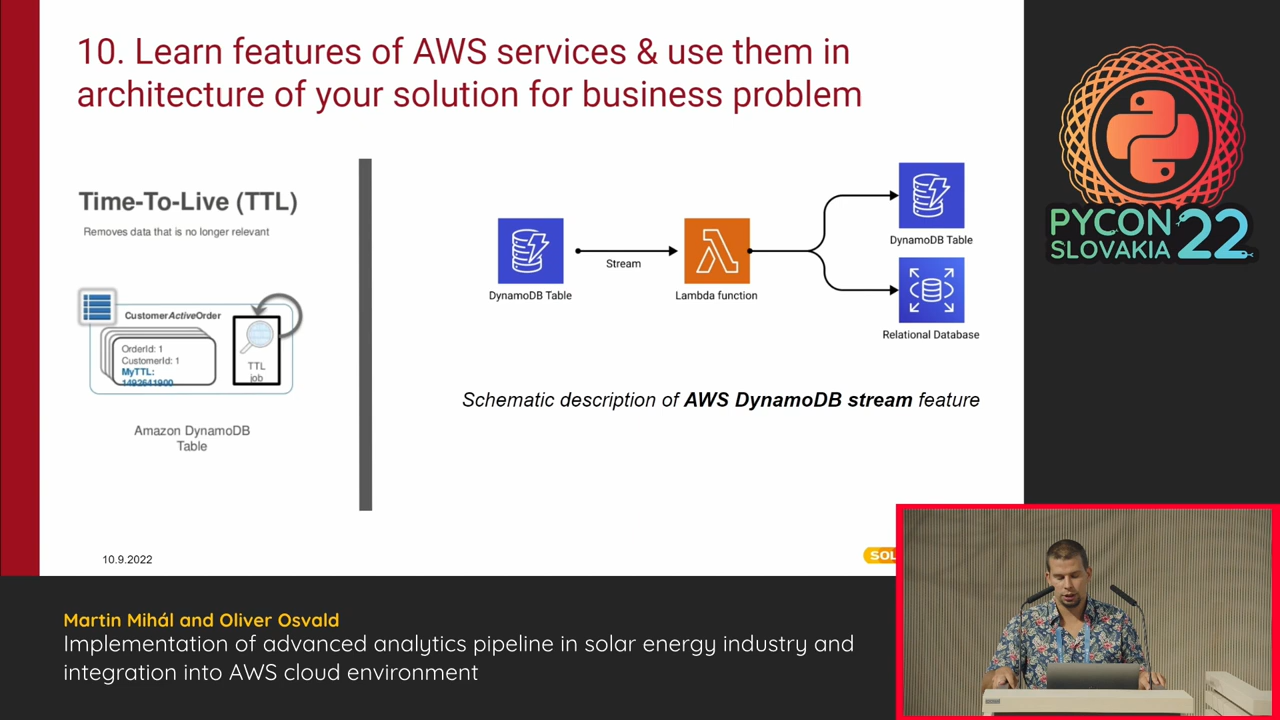 10. Learn features of AWS services & use them in
architecture of your solution for business problem
Time-To-Live (TTL)
Removes data that is no longer relevant
CustomerActiveOrder
OrderId: 1
CustomerId: 1
MyTTL:
1492641900
TTL
job
Amazon DynamoDB
Table
DynamoDB Table
Stream
Lambda function
DynamoDB Table
Relational Database
Schematic description of AWS DynamoDB stream feature
10.9.2022
SOL
PYCON
SLOVAKIA
22
Martin Mihál and Oliver Osvald
Implementation of advanced analytics pipeline in solar energy industry and
integration into AWS cloud environment